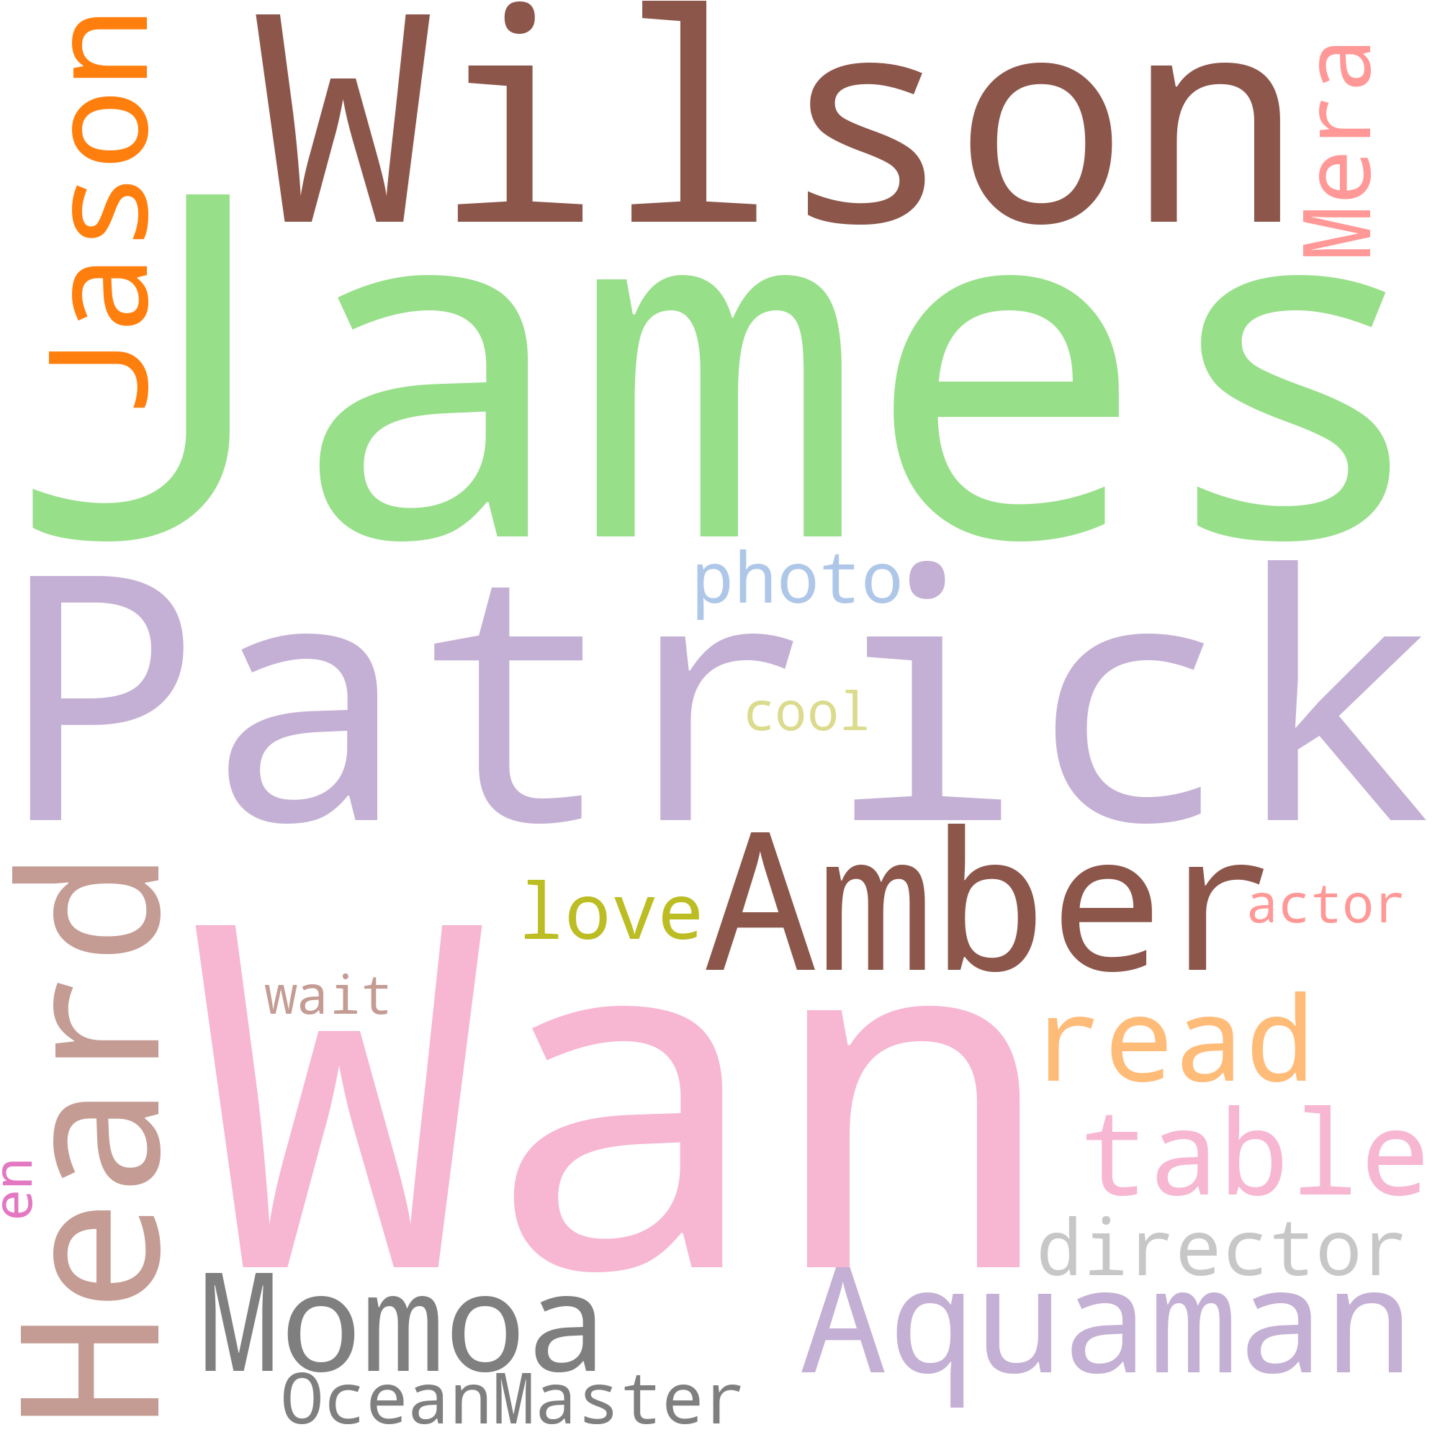 Jason
Wilson
Mera
James
photo
Patrick
cool
love
Amber
actor
Heard
Wan
wait
read
table
en
director
Momoa
Aquaman
OceanMaster